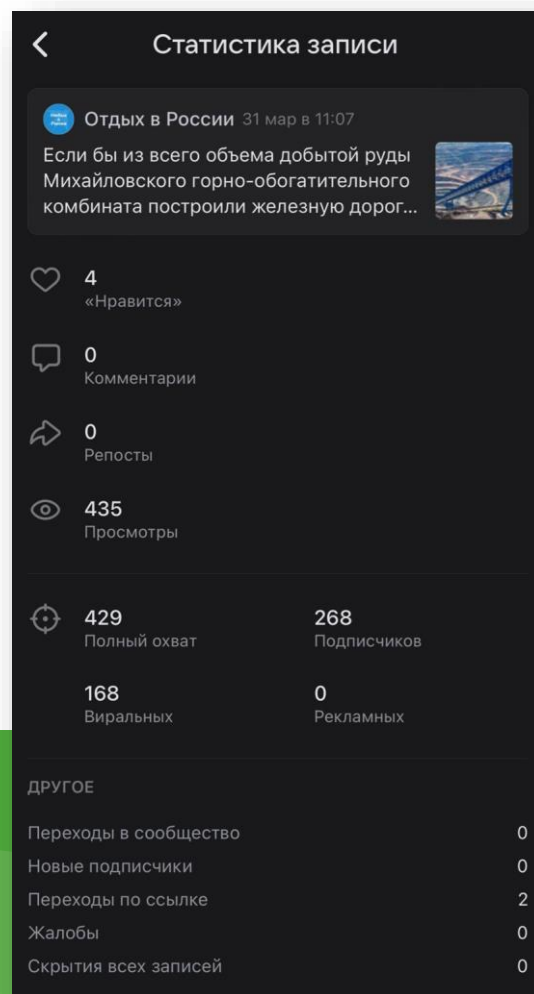 Статистика записи
Отдых в России 31 мар в 11:07
Если бы из всего объема добытой руды
Михайловского горно-обогатительного
комбината построили железную дорог...
4
«Нравится»
0
Комментарии
0
Репосты
435
Просмотры
429 268
Полный охват Подписчиков
168 0
Виральных Рекламных
ДРУГОЕ
Переходы в сообщество 0
Новые подписчики 0
Переходы по ссылке 2
Жалобы 0
Скрытия всех записей 0